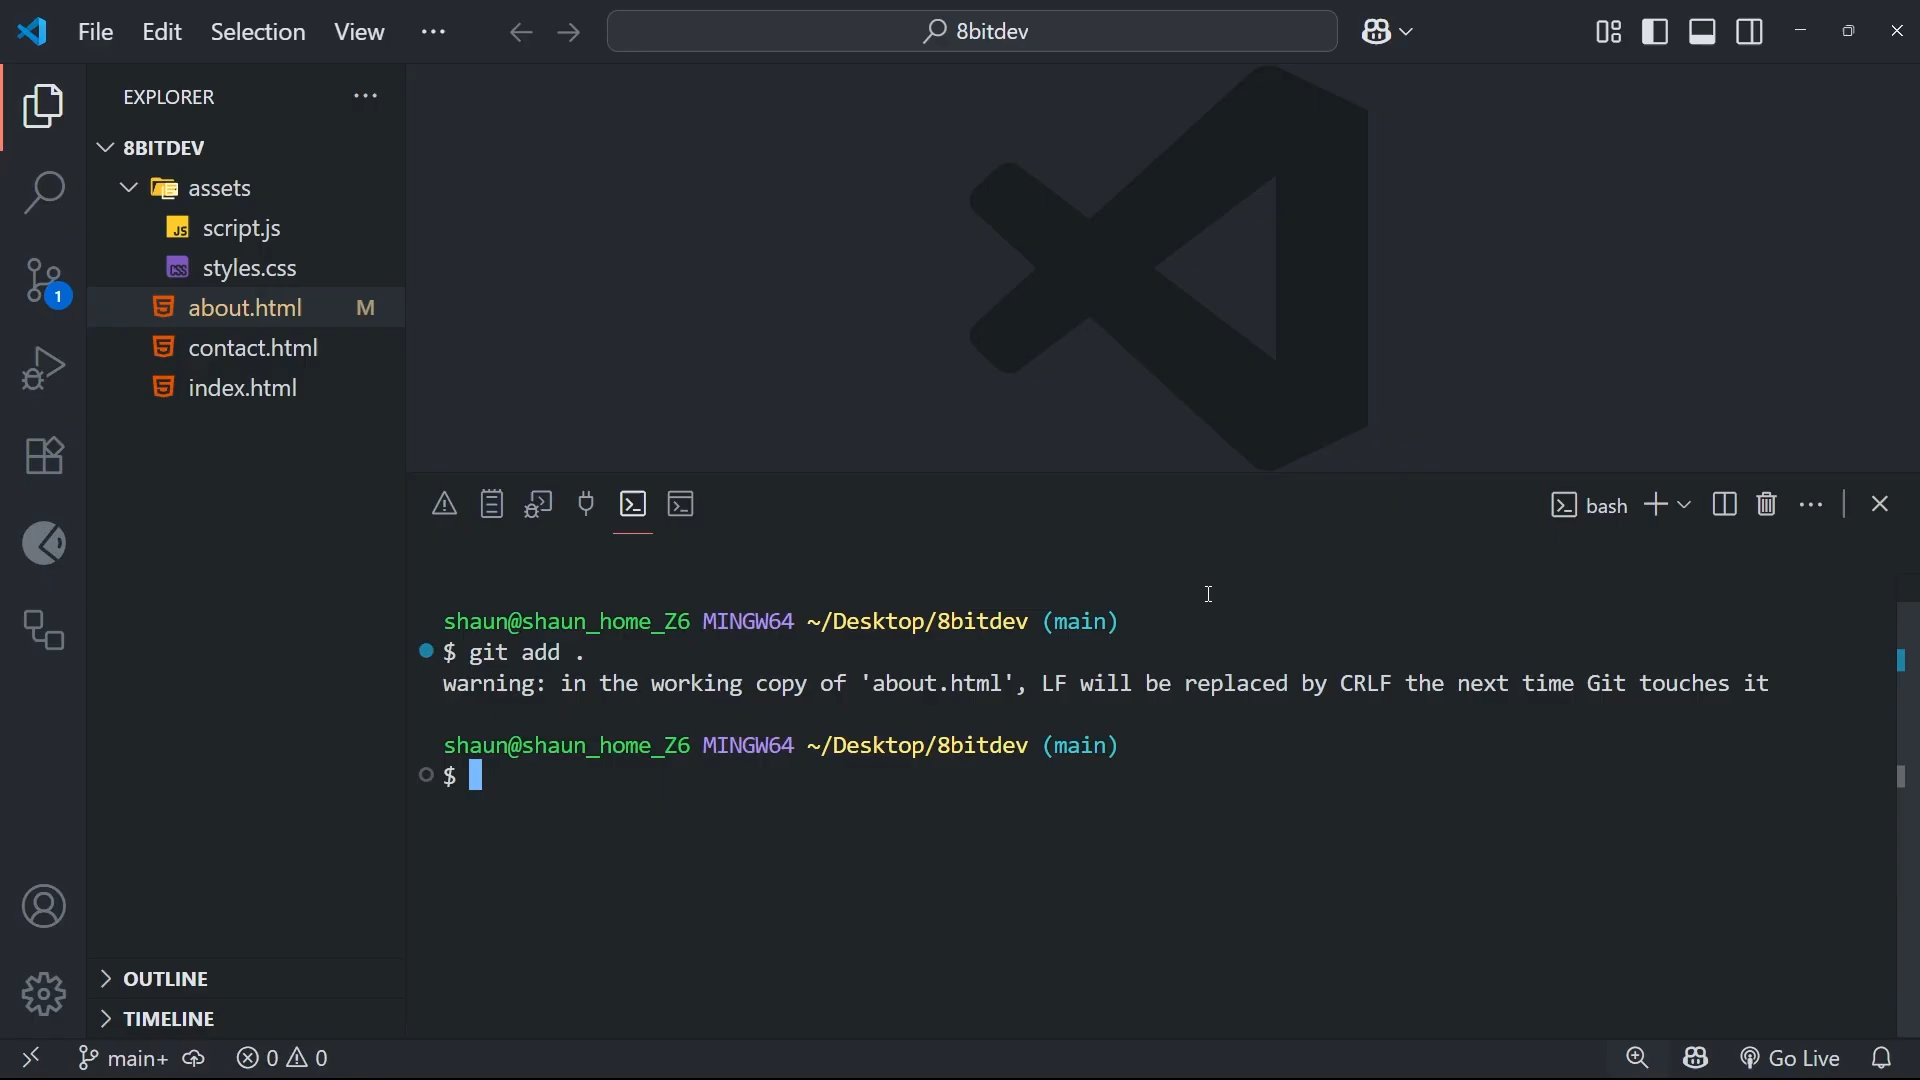 File Edit Selection View
8bitdev
EXPLORER
8BITDEV
assets
JS script.js
CSS styles.css
about.html M
1
contact.html
index.html
bash
shaun@shaun_home_Z6 MINGW64 ~/Desktop/8bitdev (main)
$ git add .
warning: in the working copy of 'about.html', LF will be replaced by CRLF the next time Git touches it
shaun@shaun_home_Z6 MINGW64 ~/Desktop/8bitdev (main)
$
OUTLINE
TIMELINE
main+ 0 0 Go Live